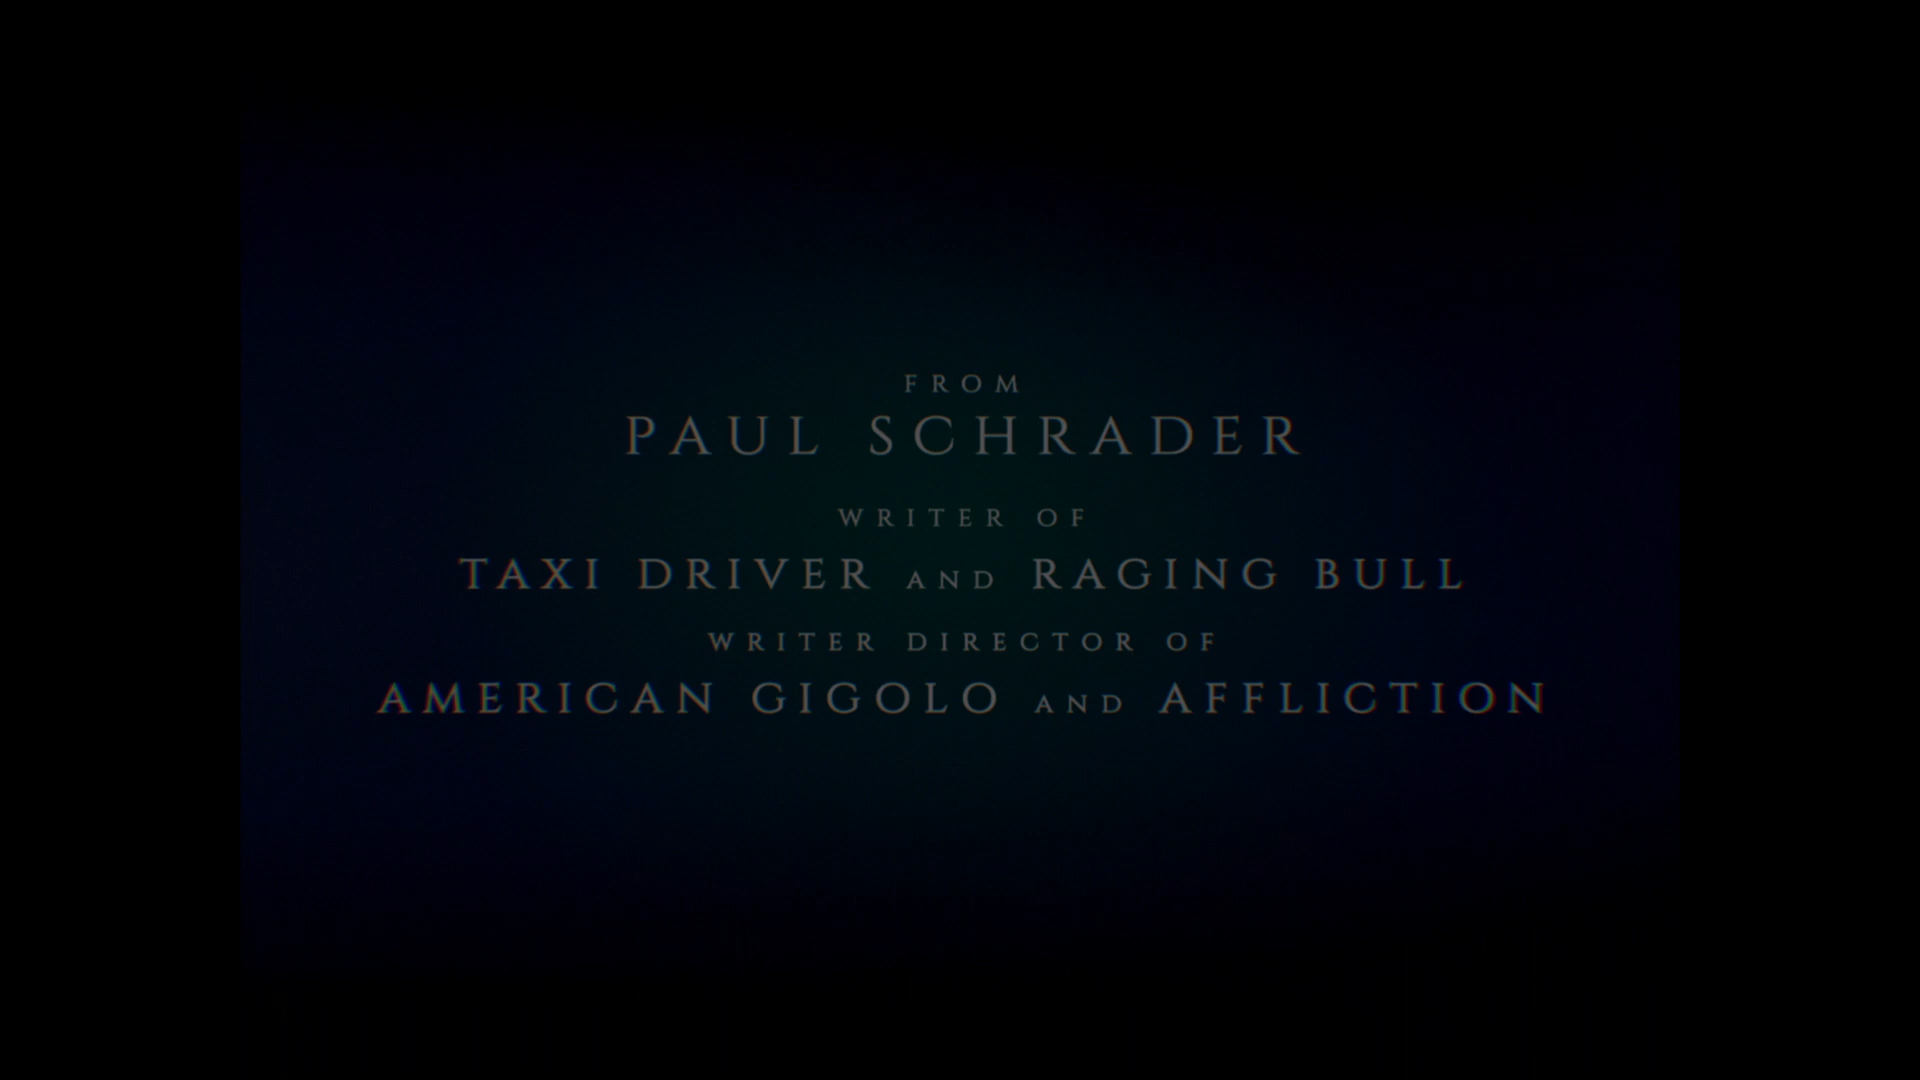 FROM
PAUL SCHRADER
WRITER OF
TAXI DRIVER AND RAGING BULL
WRITER DIRECTOR OF
AMERICAN GIGOLO AND AFFLICTION